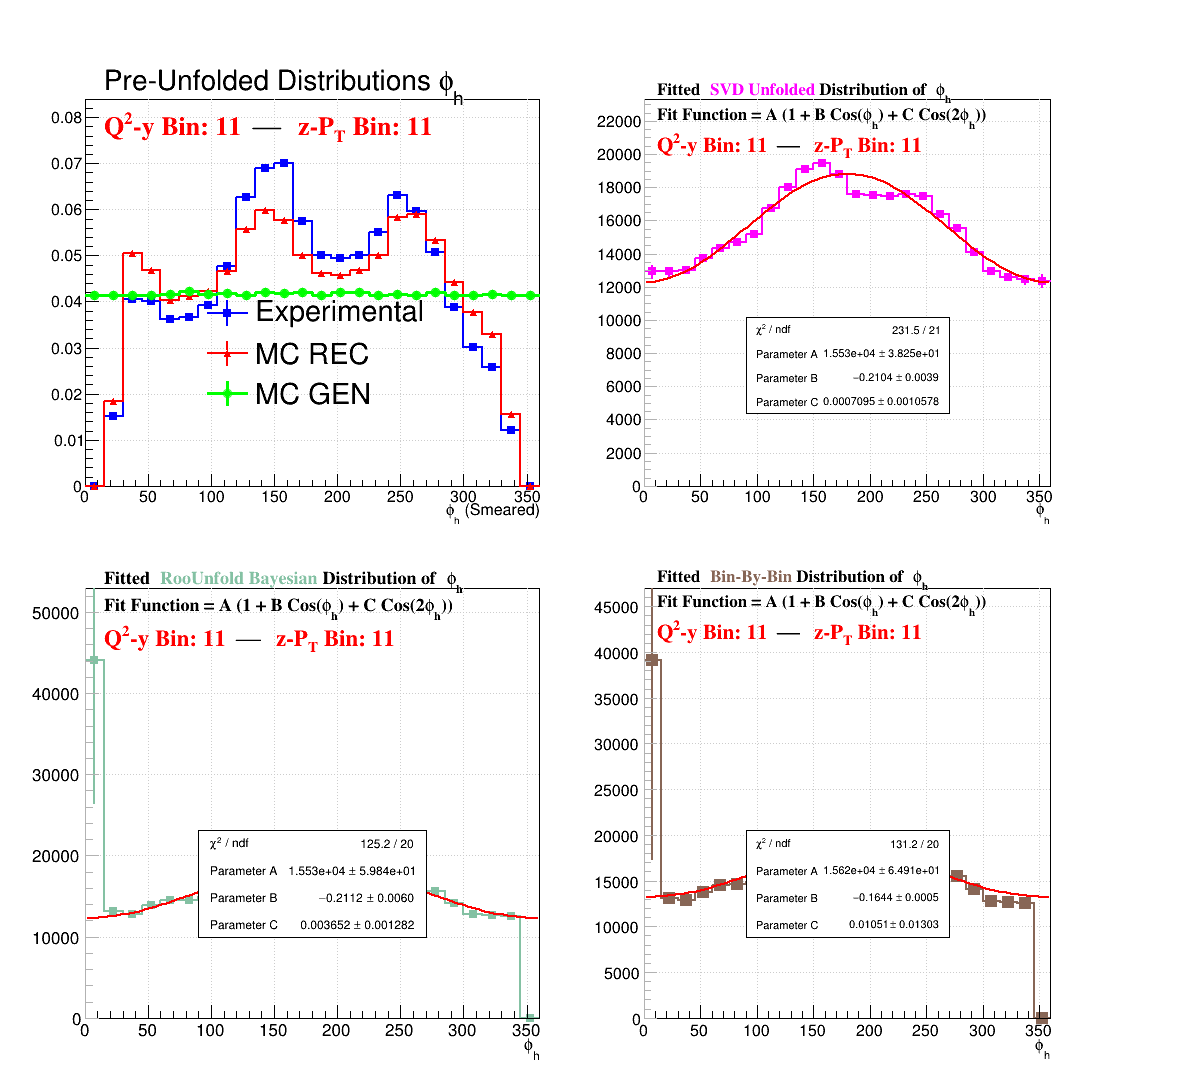 Pre-Unfolded Distributions ϕh
Q2-y Bin: 11 — z-PT Bin: 11
0.08
0.07
0.06
0.05
0.04
0.03
0.02
0.01
0
Experimental
MC REC
MC GEN
0 50 100 150 200 250 300 350
ϕh (Smeared)
Fitted SVD Unfolded Distribution of ϕh
Fit Function = A (1 + B Cos(ϕh) + C Cos(2ϕh))
Q2-y Bin: 11 — z-PT Bin: 11
22000
20000
18000
16000
14000
12000
10000
8000
6000
4000
2000
0
χ2 / ndf 231.5 / 21
Parameter A 1.553e+04 ± 3.825e+01
Parameter B −0.2104 ± 0.0039
Parameter C 0.0007095 ± 0.0010578
0 50 100 150 200 250 300 350
ϕh
Fitted RooUnfold Bayesian Distribution of ϕh
Fit Function = A (1 + B Cos(ϕh) + C Cos(2ϕh))
Q2-y Bin: 11 — z-PT Bin: 11
50000
40000
30000
20000
10000
0
χ2 / ndf 125.2 / 20
Parameter A 1.553e+04 ± 5.984e+01
Parameter B −0.2112 ± 0.0060
Parameter C 0.003652 ± 0.001282
0 50 100 150 200 250 300 350
ϕh
Fitted Bin-By-Bin Distribution of ϕh
Fit Function = A (1 + B Cos(ϕh) + C Cos(2ϕh))
Q2-y Bin: 11 — z-PT Bin: 11
45000
40000
35000
30000
25000
20000
15000
10000
5000
0
χ2 / ndf 131.2 / 20
Parameter A 1.562e+04 ± 6.491e+01
Parameter B −0.1644 ± 0.0005
Parameter C 0.01051 ± 0.01303
0 50 100 150 200 250 300 350
ϕh